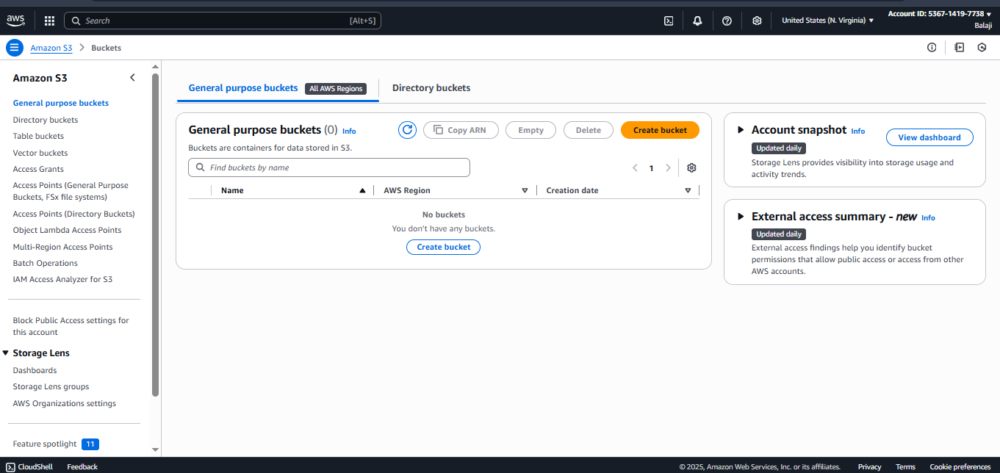 aws
Search [Alt+S]
United States (N. Virginia)
Account ID: 5367-1419-7738
Balaji
Amazon S3 > Buckets
Amazon S3
General purpose buckets
Directory buckets
Table buckets
Vector buckets
Access Grants
Access Points (General Purpose
Buckets, FSx file systems)
Access Points (Directory Buckets)
Object Lambda Access Points
Multi-Region Access Points
Batch Operations
IAM Access Analyzer for S3
Block Public Access settings for
this account
Storage Lens
Dashboards
Storage Lens groups
AWS Organizations settings
Feature spotlight 11
General purpose buckets All AWS Regions Directory buckets
General purpose buckets (0) Info
Copy ARN Empty Delete Create bucket
Buckets are containers for data stored in S3.
Find buckets by name
1
Name AWS Region Creation date
No buckets
You don't have any buckets.
Create bucket
Account snapshot Info
View dashboard
Updated daily
Storage Lens provides visibility into storage usage and
activity trends.
External access summary - new Info
Updated daily
External access findings help you identify bucket
permissions that allow public access or access from other
AWS accounts.
CloudShell Feedback
© 2025, Amazon Web Services, Inc. or its affiliates. Privacy Terms Cookie preferences